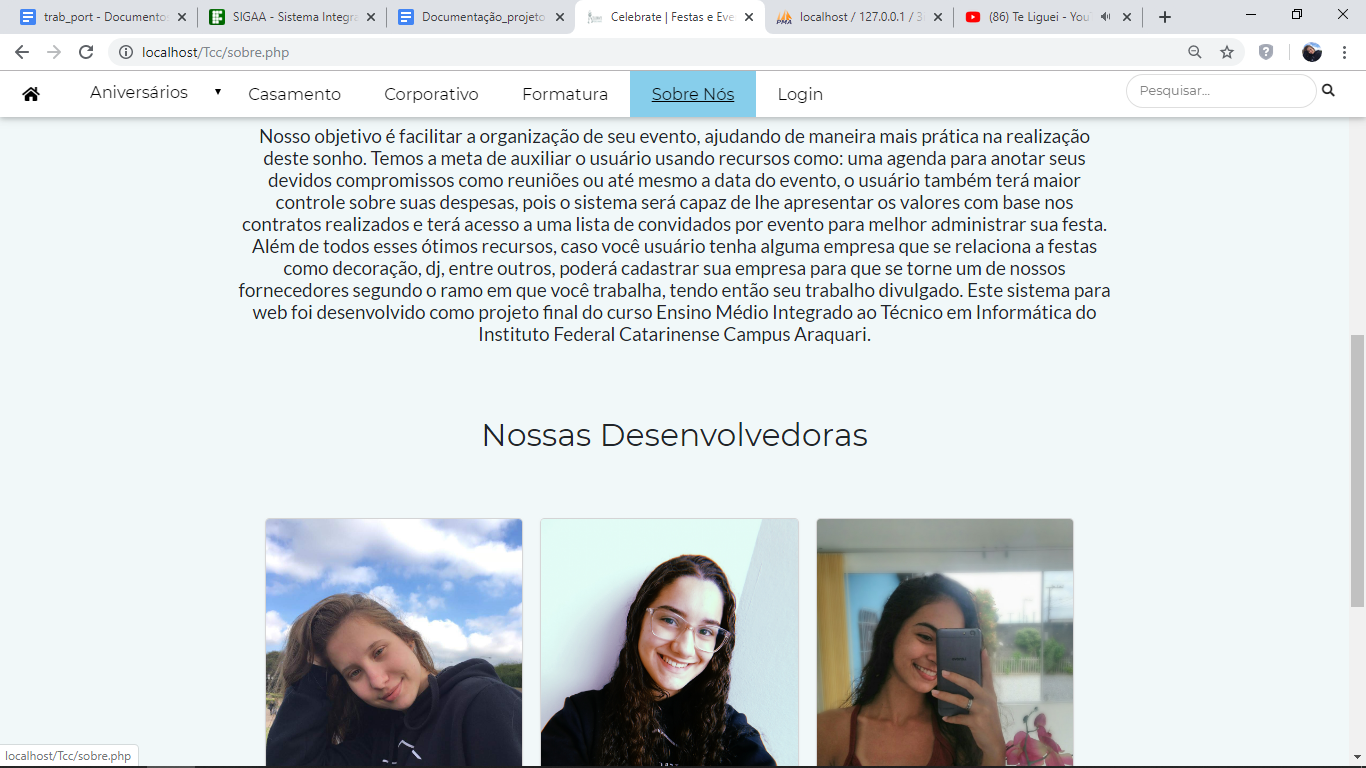 trab_port - Documento
SIGAA - Sistema Integra
Documentação_projeto
Celebrate | Festas e Eve
localhost / 127.0.0.1 /
(86) Te Liguei - You
localhost/Tcc/sobre.php
Aniversários ▼ Casamento Corporativo Formatura Sobre Nós Login Pesquisar...
Nosso objetivo é facilitar a organização de seu evento, ajudando de maneira mais prática na realização
deste sonho. Temos a meta de auxiliar o usuário usando recursos como: uma agenda para anotar seus
devidos compromissos como reuniões ou até mesmo a data do evento, o usuário também terá maior
controle sobre suas despesas, pois o sistema será capaz de lhe apresentar os valores com base nos
contratos realizados e terá acesso a uma lista de convidados por evento para melhor administrar sua festa.
Além de todos esses ótimos recursos, caso você usuário tenha alguma empresa que se relaciona a festas
como decoração, dj, entre outros, poderá cadastrar sua empresa para que se torne um de nossos
fornecedores segundo o ramo em que você trabalha, tendo então seu trabalho divulgado. Este sistema para
web foi desenvolvido como projeto final do curso Ensino Médio Integrado ao Técnico em Informática do
Instituto Federal Catarinense Campus Araquari.
Nossas Desenvolvedoras
localhost/Tcc/sobre.php